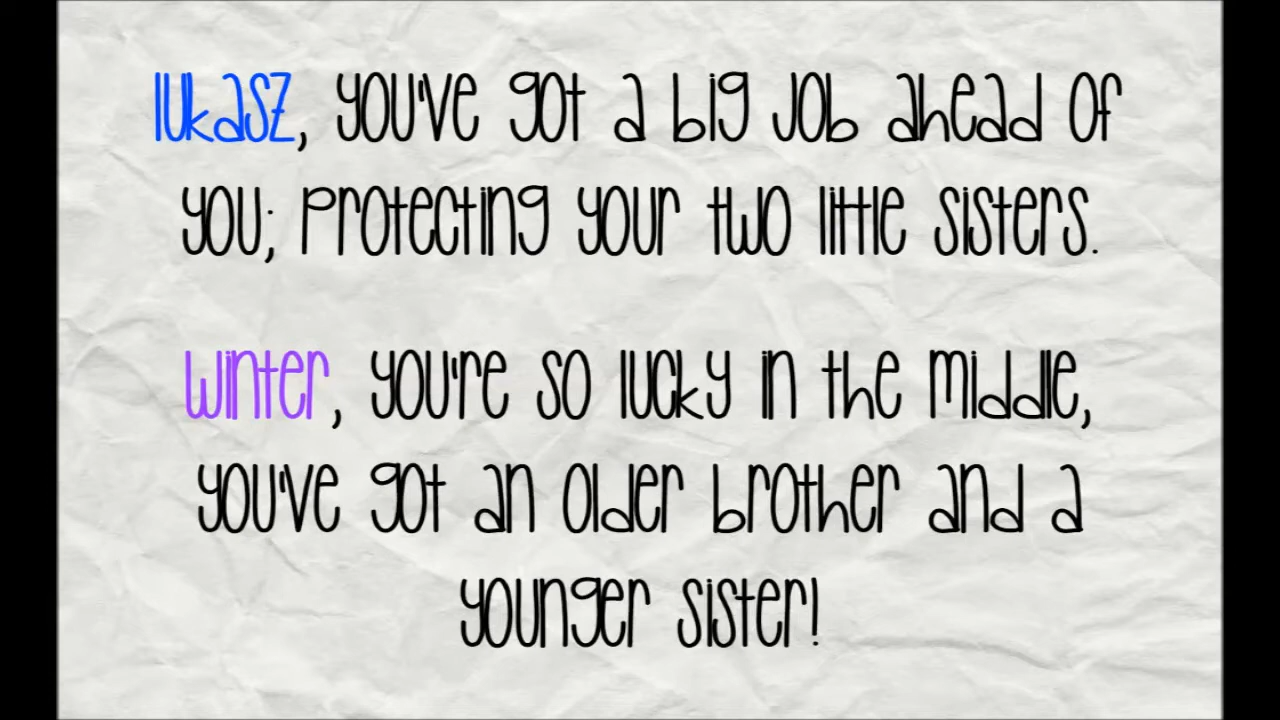 lukasz, you've got a big job ahead of
you; protecting your two little sisters.
winter, you're so lucky in the middle,
you've got an older brother and a
younger sister!